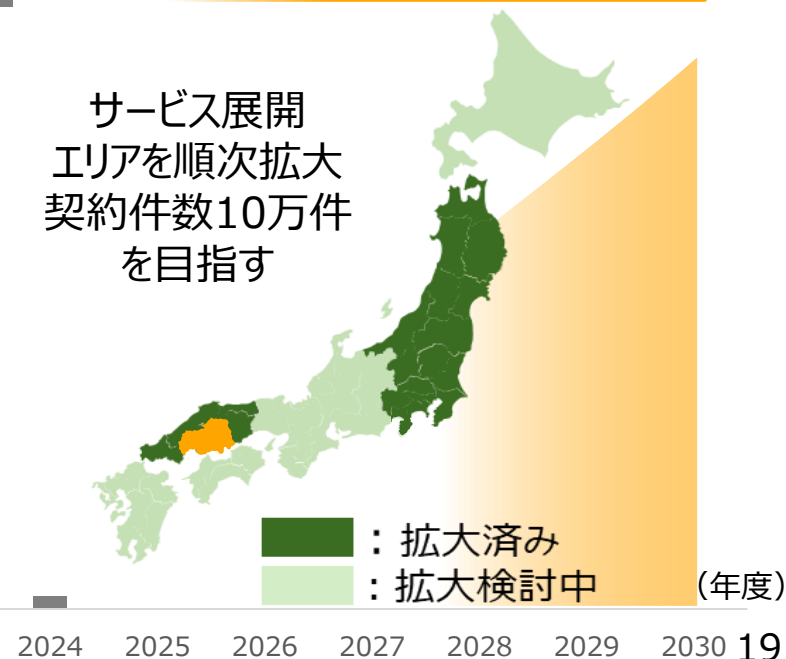 サービス展開
エリアを順次拡大
契約件数10万件
を目指す
：拡大済み
：拡大検討中
（年度）
2024 2025 2026 2027 2028 2029 2030
19